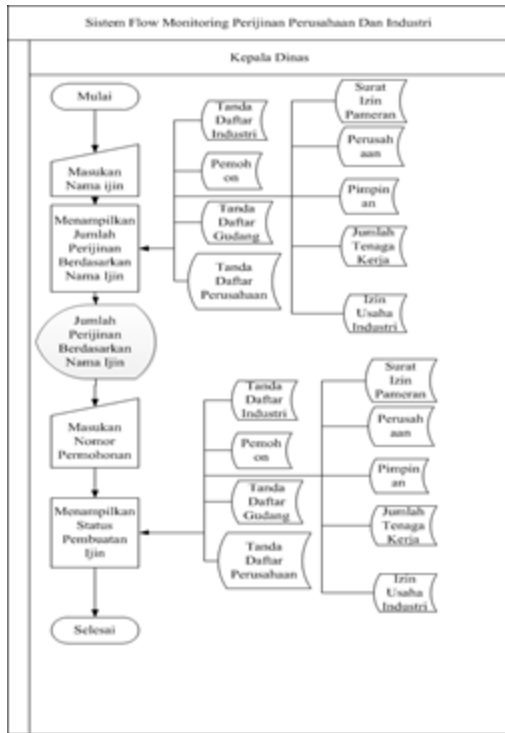 Sistem Flow Monitoring Perijinan Perusahaan Dan Industri
Kepala Dinas
Mulai
Masukan
Nama ijin
Menampilkan
Jumlah
Perijinan
Berdasarkan
Nama Ijin
Jumlah
Perijinan
Berdasarkan
Nama Ijin
Masukan
Nomor
Permohonan
Menampilkan
Status
Pembuatan
Ijin
Selesai
Tanda
Daftar
Industri
Pemoh
on
Tanda
Daftar
Gudang
Tanda
Daftar
Perusahaan
Surat
Izin
Pameran
Perusah
aan
Pimpin
an
Jumlah
Tenaga
Kerja
Izin
Usaha
Industri
Tanda
Daftar
Industri
Pemoh
on
Tanda
Daftar
Gudang
Tanda
Daftar
Perusahaan
Surat
Izin
Pameran
Perusah
aan
Pimpin
an
Jumlah
Tenaga
Kerja
Izin
Usaha
Industri